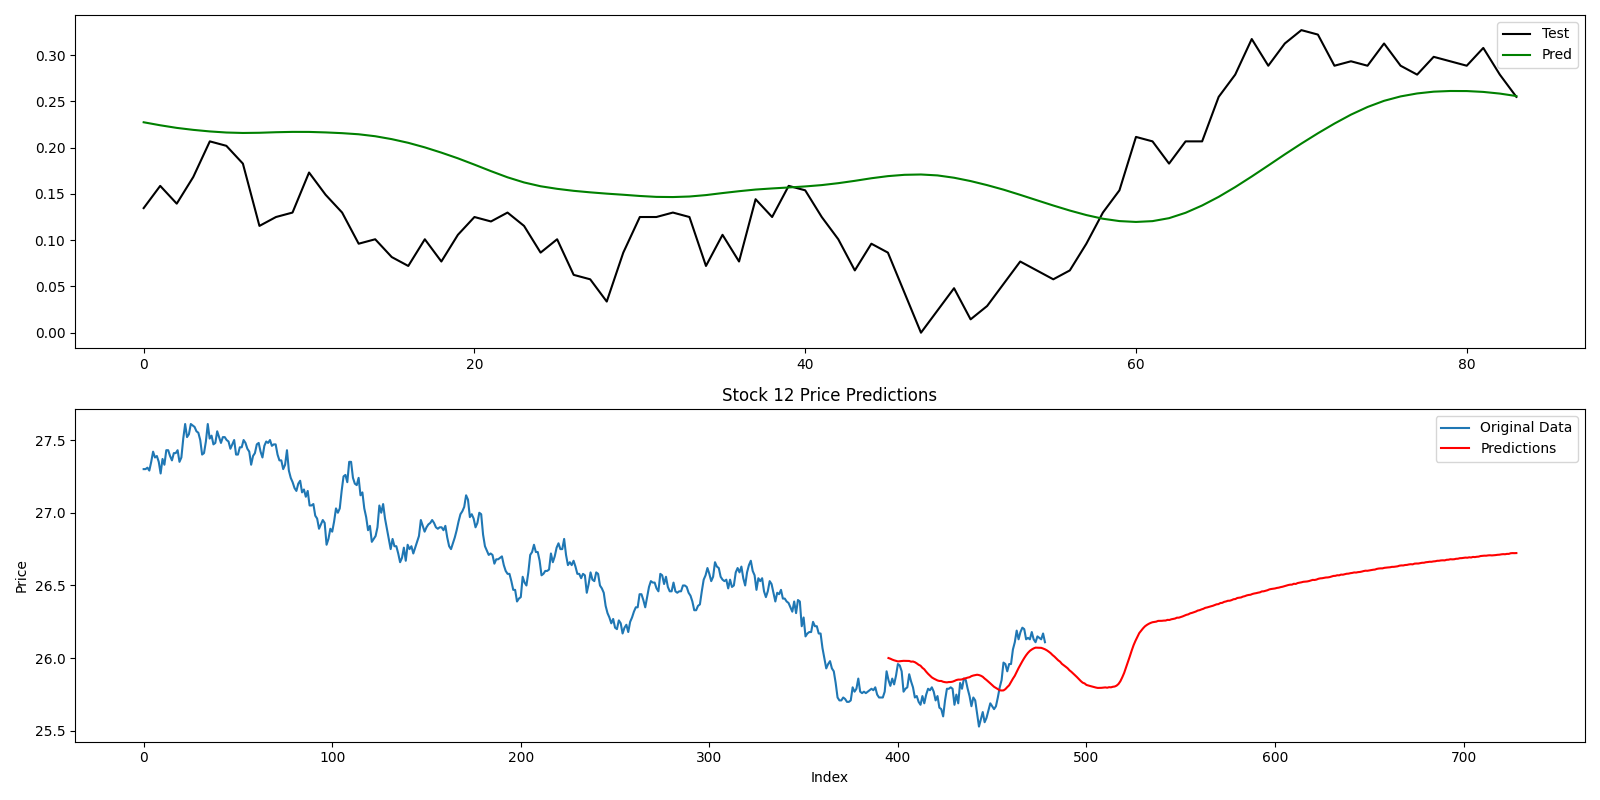 0.30
0.25
0.20
0.15
0.10
0.05
0.00
Test
Pred
0 20 40 60 80
Stock 12 Price Predictions
27.5
27.0
26.5
26.0
25.5
Price
Original Data
Predictions
0 100 200 300 400 500 600 700
Index